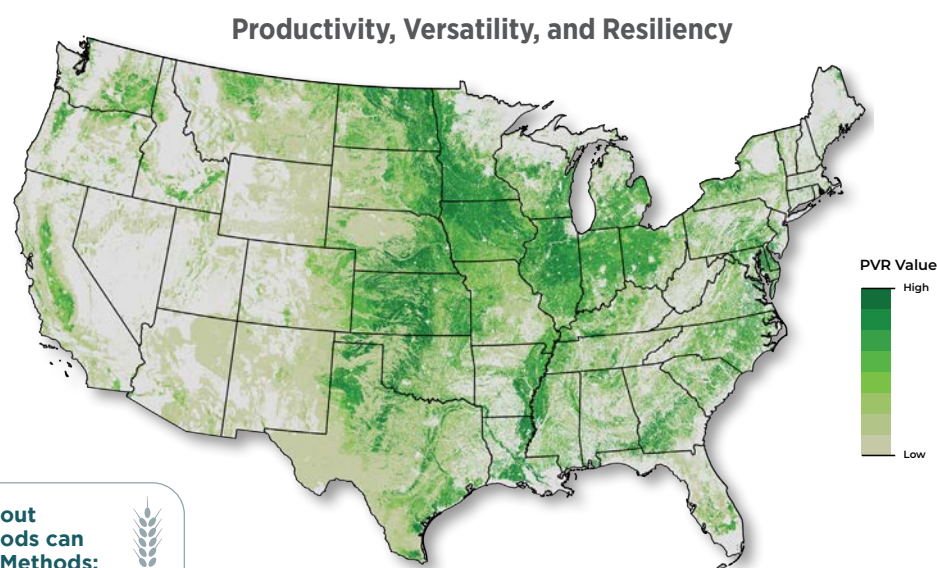 Productivity, Versatility, and Resiliency
PVR Value
High
Low
out
ods can
Methods: